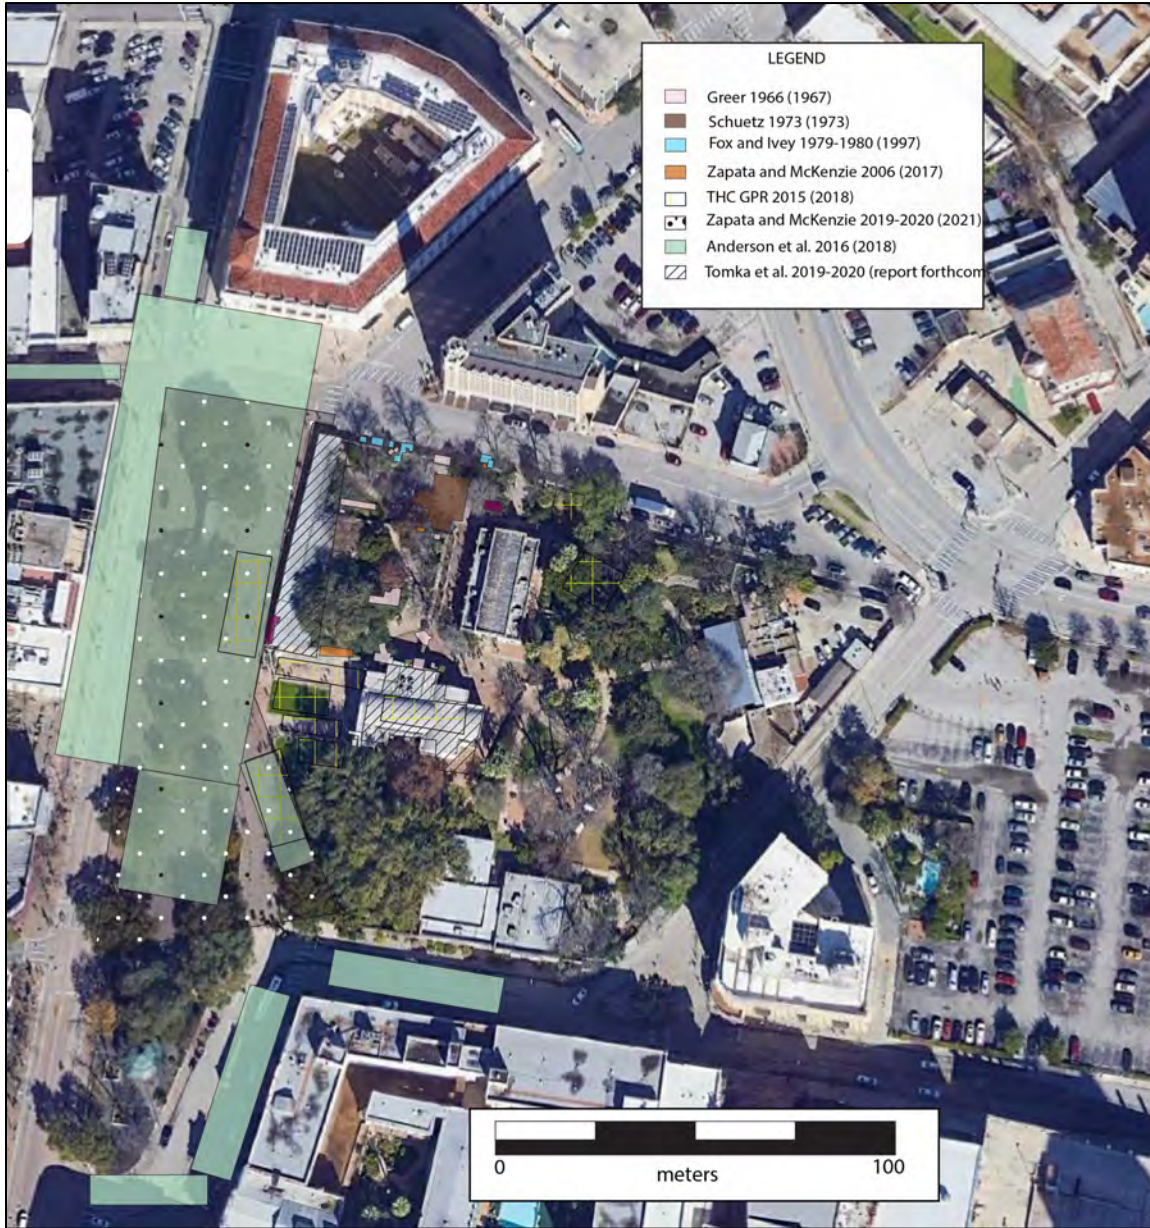 LEGEND
Greer 1966 (1967)
Schuetz 1973 (1973)
Fox and Ivey 1979-1980 (1997)
Zapata and McKenzie 2006 (2017)
THC GPR 2015 (2018)
Zapata and McKenzie 2019-2020 (2021)
Anderson et al. 2016 (2018)
Tomka et al. 2019-2020 (report forthcom
0
100
meters